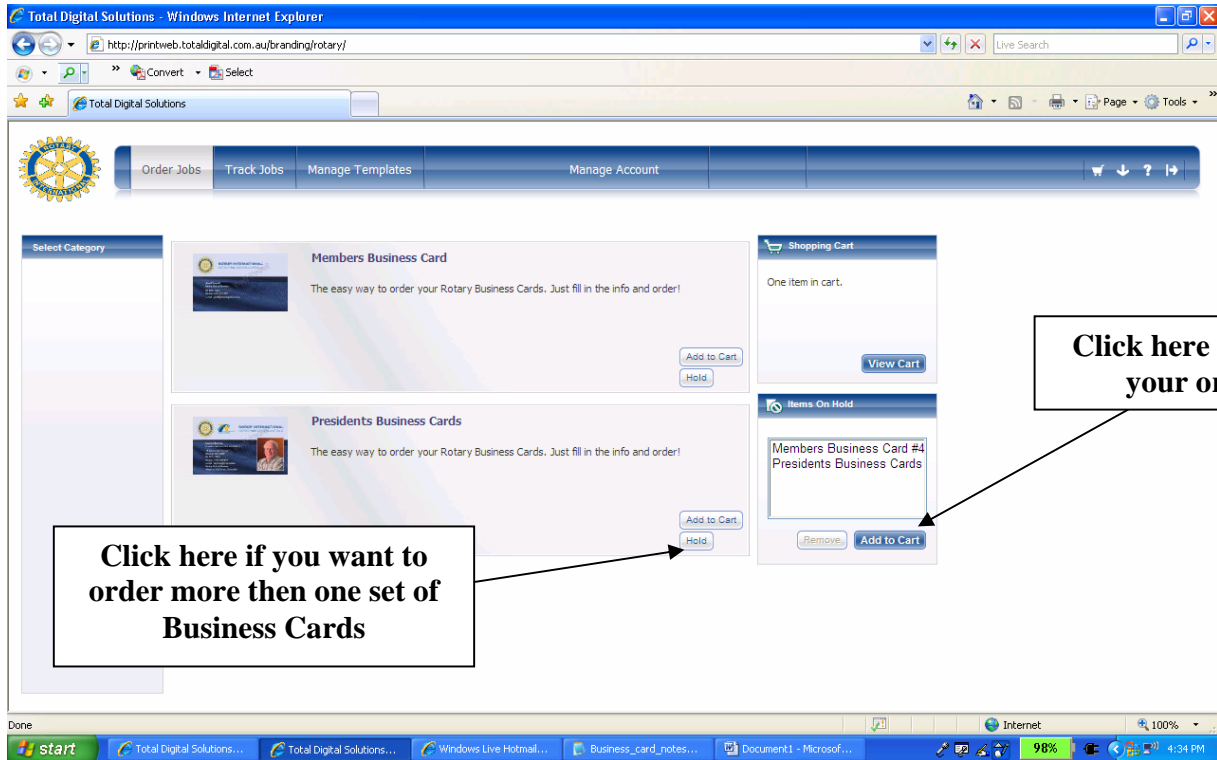 Total Digital Solutions - Windows Internet Explorer
http://printweb.totaldigital.com.au/branding/rotary/
Live Search
» Convert Select
Total Digital Solutions
Page Tools »
ROTARY
INTERNATIONAL
Order Jobs Track Jobs Manage Templates Manage Account
Select Category
Members Business Card
The easy way to order your Rotary Business Cards. Just fill in the info and order!
Add to Cart
Hold
Shopping Cart
One item in cart.
View Cart
Click here
your or
Presidents Business Cards
The easy way to order your Rotary Business Cards. Just fill in the info and order!
Add to Cart
Hold
Items On Hold
Members Business Card #4
Presidents Business Cards
Remove Add to Cart
Click here if you want to
order more then one set of
Business Cards
Done
Internet
100%
start
Total Digital Solutions...
Total Digital Solutions...
Windows Live Hotmail...
Business_card_notes...
Document1 - Microsof...
98%
4:34 PM